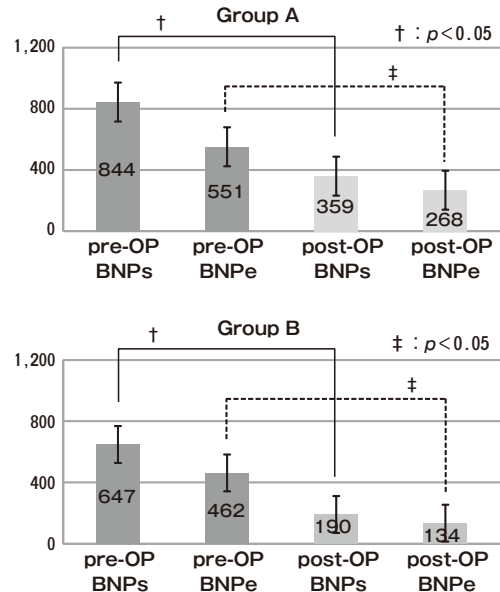 Group A
† : p<0.05
†
‡
1,200
800
400
0
844
551
359
268
pre-OP BNPs
pre-OP BNPe
post-OP BNPs
post-OP BNPe
Group B
‡ : p<0.05
†
‡
1,200
800
400
0
647
462
190
134
pre-OP BNPs
pre-OP BNPe
post-OP BNPs
post-OP BNPe